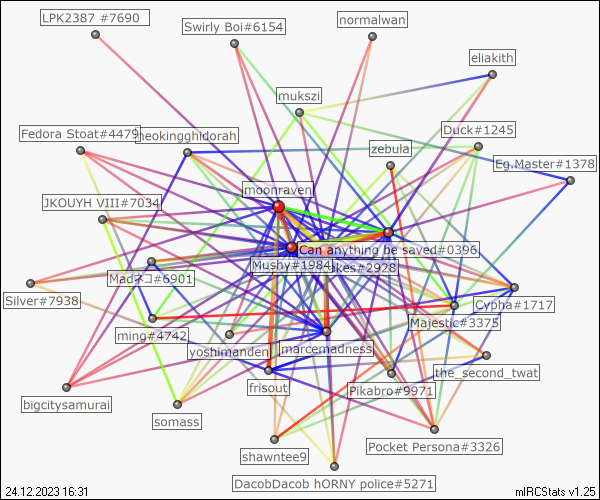 LPK2387 #7690
Swirly Boi#6154
normalwan
eliakith
mukszi
Fedora Stoat#4479
heokingghidorah
Duck#1245
zebula
Eg.Master#1378
moonraven
JKOUYH VIII#7034
Can anything be saved#0396
Mushy#1984
akes#2928
Madネコ#6901
Silver#7938
Cypha#1717
ming#4742
Majestic#3375
yoshimanden
marcemadness
the_second_twat
frisout
Pikabro#9971
bigcitysamurai
somass
Pocket Persona#3326
shawntee9
DacobDacob hORNY police#5271
24.12.2023 16:31
mIRCStats v1.25